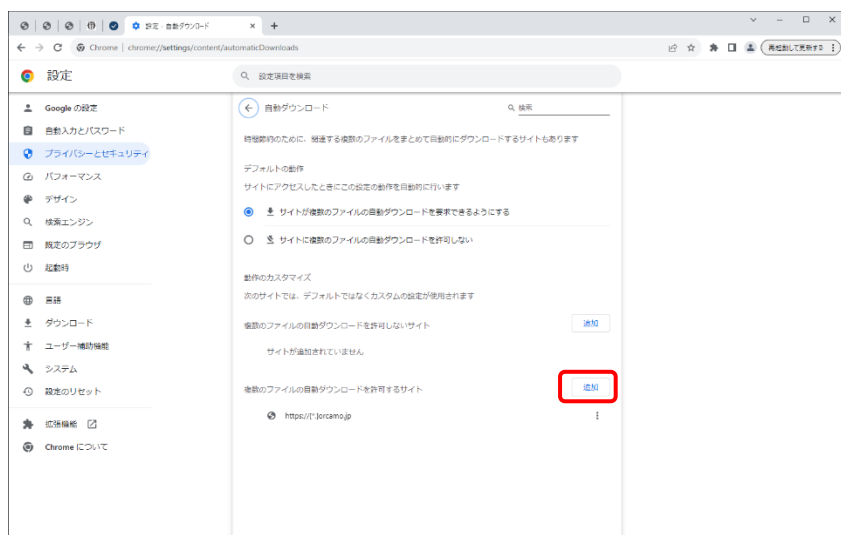 設定 - 自動ダウンロード
Chrome | chrome://settings/content/automaticDownloads
再起動して更新する
設定
設定項目を検索
Google の設定
自動入力とパスワード
プライバシーとセキュリティ
パフォーマンス
デザイン
検索エンジン
既定のブラウザ
起動時
言語
ダウンロード
ユーザー補助機能
システム
設定のリセット
拡張機能
Chrome について
自動ダウンロード
検索
時間節約のために、関連する複数のファイルをまとめて自動的にダウンロードするサイトもあります
デフォルトの動作
サイトにアクセスしたときにこの設定の動作を自動的に行います
サイトが複数のファイルの自動ダウンロードを要求できるようにする
サイトに複数のファイルの自動ダウンロードを許可しない
動作のカスタマイズ
次のサイトでは、デフォルトではなくカスタムの設定が使用されます
複数のファイルの自動ダウンロードを許可しないサイト
追加
サイトが追加されていません
複数のファイルの自動ダウンロードを許可するサイト
追加
https://[*.]orcamo.jp